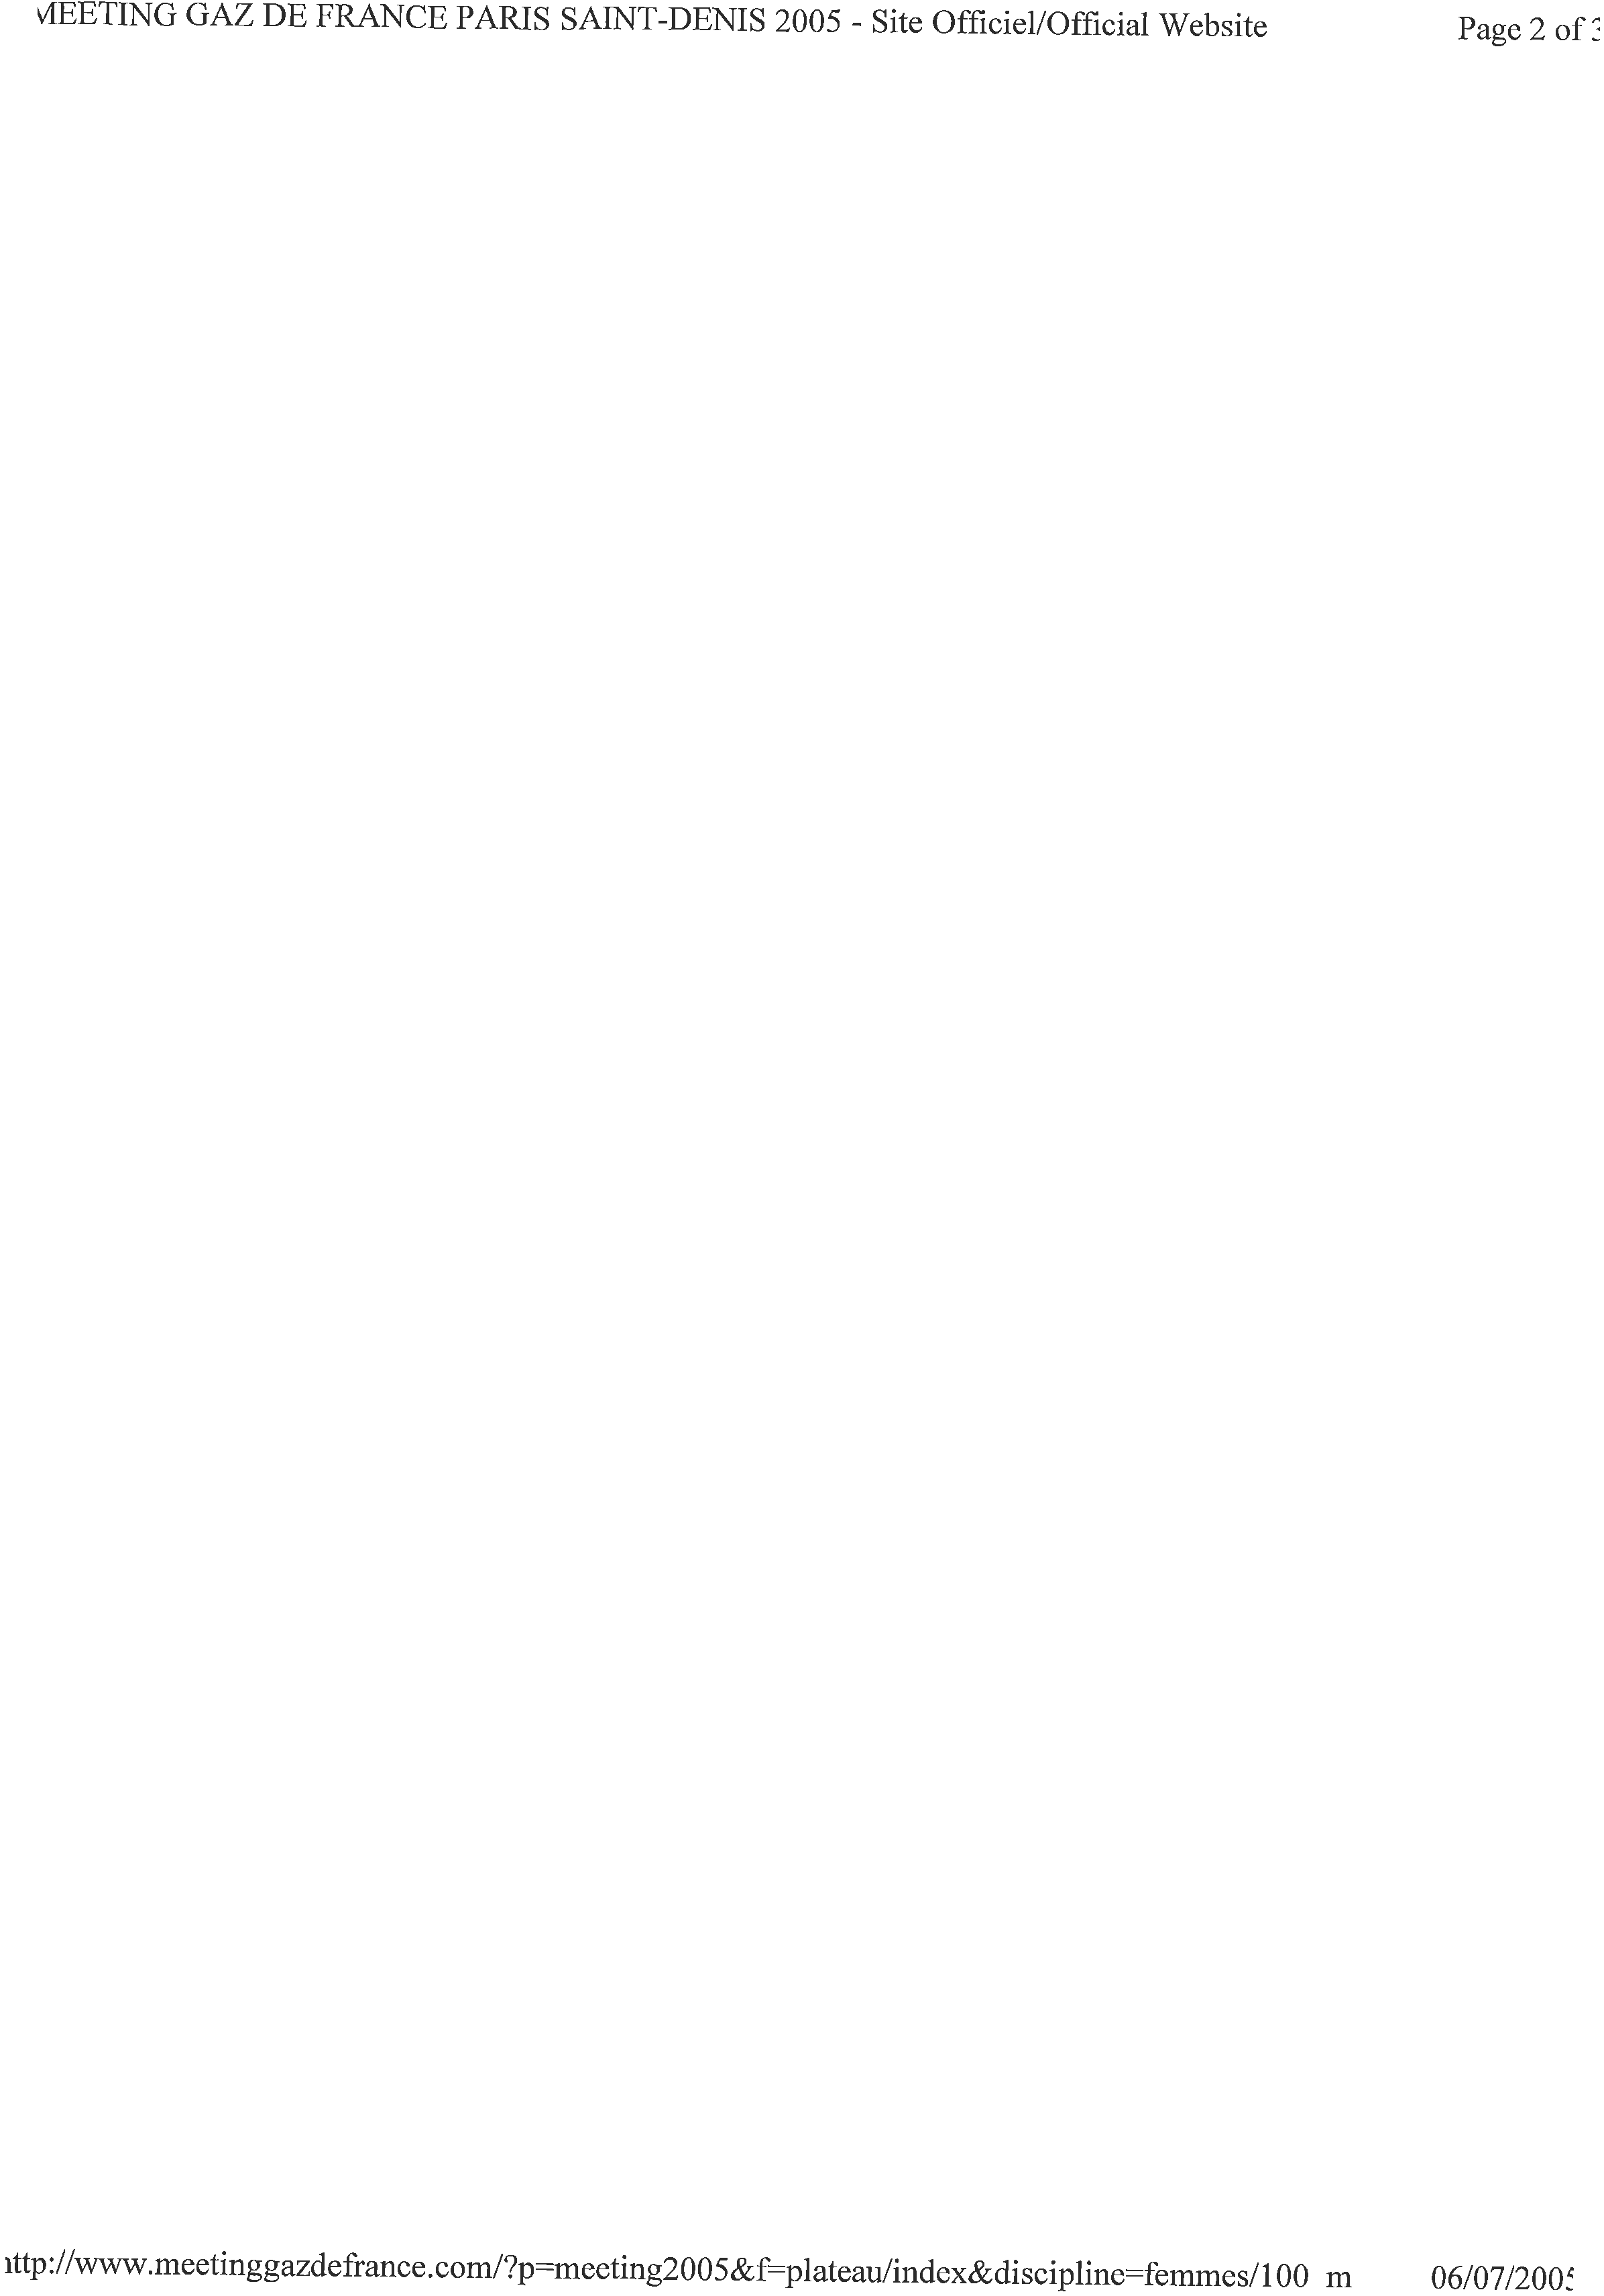 MEETING GAZ DE FRANCE PARIS SAINT-DENIS 2005 - Site Officiel/Official Website Page 2 of 3
http://www.meetinggazdefrance.com/?p=meeting2005&f=plateau/index&discipline=femmes/100 m 06/07/2005